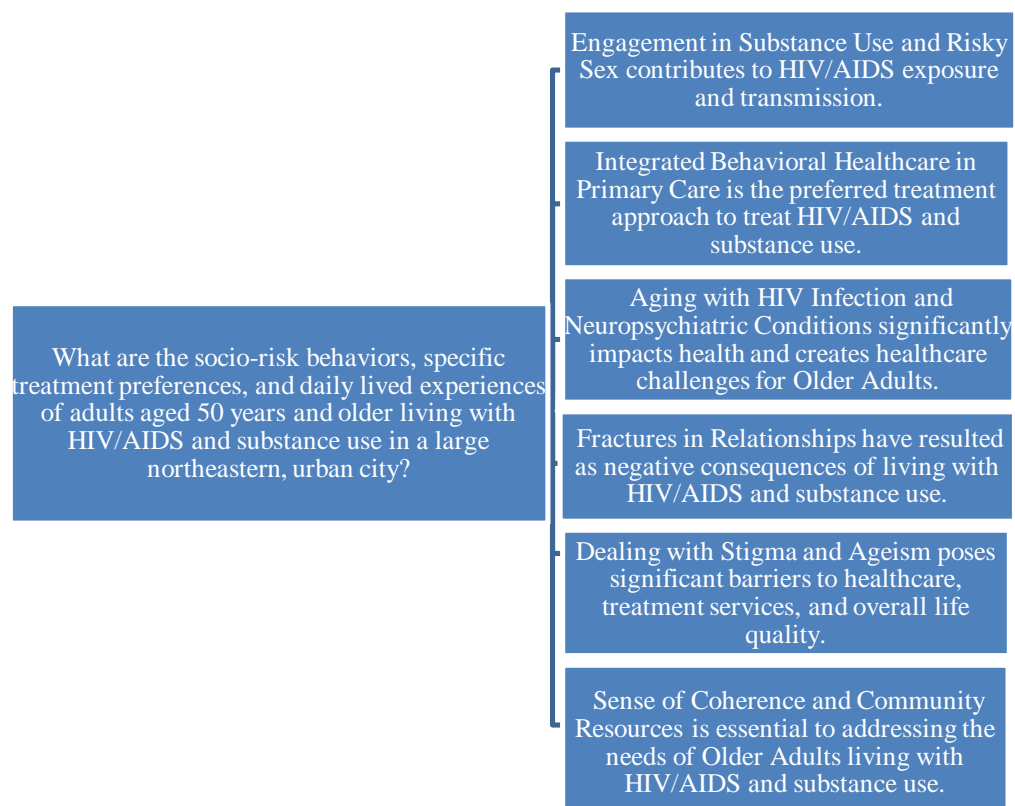 What are the socio-risk behaviors, specific
treatment preferences, and daily lived experiences
of adults aged 50 years and older living with
HIV/AIDS and substance use in a large
northeastern, urban city?
Engagement in Substance Use and Risky
Sex contributes to HIV/AIDS exposure
and transmission.
Integrated Behavioral Healthcare in
Primary Care is the preferred treatment
approach to treat HIV/AIDS and
substance use.
Aging with HIV Infection and
Neuropsychiatric Conditions significantly
impacts health and creates healthcare
challenges for Older Adults.
Fractures in Relationships have resulted
as negative consequences of living with
HIV/AIDS and substance use.
Dealing with Stigma and Ageism poses
significant barriers to healthcare,
treatment services, and overall life
quality.
Sense of Coherence and Community
Resources is essential to addressing the
needs of Older Adults living with
HIV/AIDS and substance use.